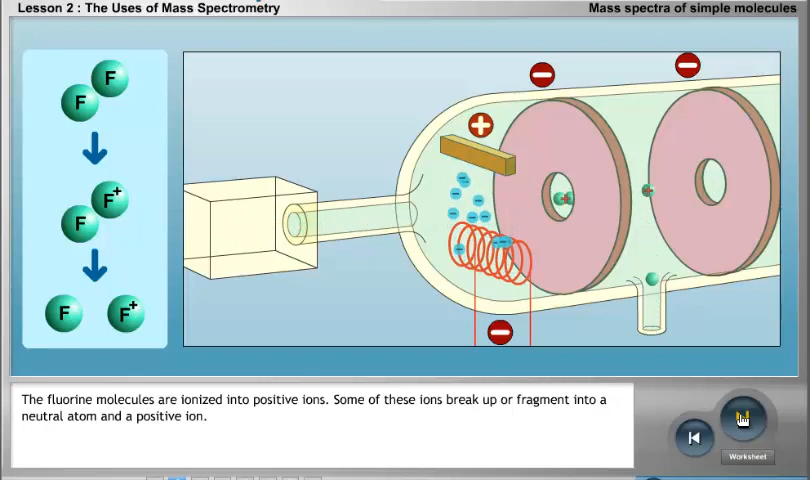 Lesson 2 : The Uses of Mass Spectrometry
Mass spectra of simple molecules
F
F
F+
F
F
F+
The fluorine molecules are ionized into positive ions. Some of these ions break up or fragment into a
neutral atom and a positive ion.
Worksheet